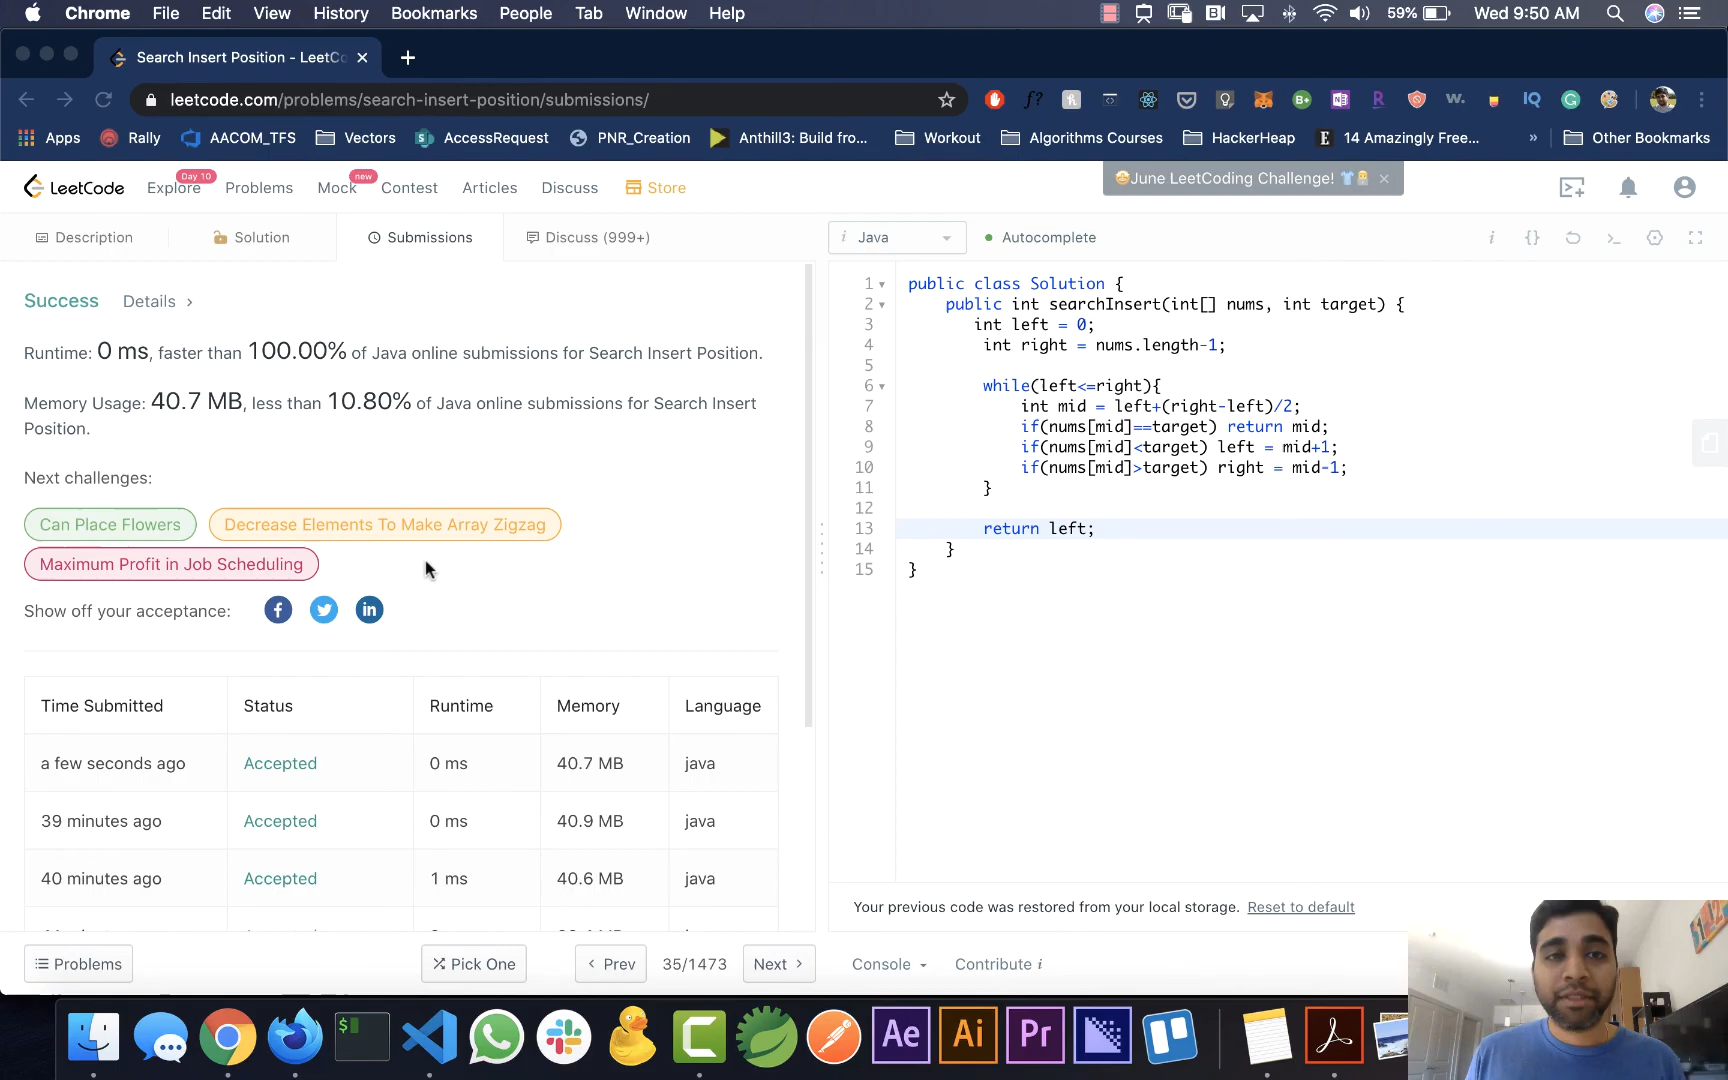 Chrome File Edit View History Bookmarks People Tab Window Help 59% Wed 9:50 AM
Search Insert Position - LeetCo
leetcode.com/problems/search-insert-position/submissions/
Apps Rally AACOM_TFS Vectors AccessRequest PNR_Creation Anthill3: Build fro... Workout Algorithms Courses HackerHeap 14 Amazingly Free... » Other Bookmarks
LeetCode Explore Day 10 Problems Mock new Contest Articles Discuss Store
🤩June LeetCoding Challenge!
Description Solution Submissions Discuss (999+)
i Java Autocomplete
Success Details ›
Runtime: 0 ms, faster than 100.00% of Java online submissions for Search Insert Position.
Memory Usage: 40.7 MB, less than 10.80% of Java online submissions for Search Insert
Position.
Next challenges:
Can Place Flowers Decrease Elements To Make Array Zigzag
Maximum Profit in Job Scheduling
Show off your acceptance:
Time Submitted Status Runtime Memory Language
a few seconds ago Accepted 0 ms 40.7 MB java
39 minutes ago Accepted 0 ms 40.9 MB java
40 minutes ago Accepted 1 ms 40.6 MB java
1 public class Solution {
2 public int searchInsert(int[] nums, int target) {
3 int left = 0;
4 int right = nums.length-1;
5
6 while(left<=right){
7 int mid = left+(right-left)/2;
8 if(nums[mid]==target) return mid;
9 if(nums[mid]<target) left = mid+1;
10 if(nums[mid]>target) right = mid-1;
11 }
12
13 return left;
14 }
15 }
Your previous code was restored from your local storage. Reset to default
Problems Pick One ‹ Prev 35/1473 Next › Console Contribute i
$ Ae Ai Pr